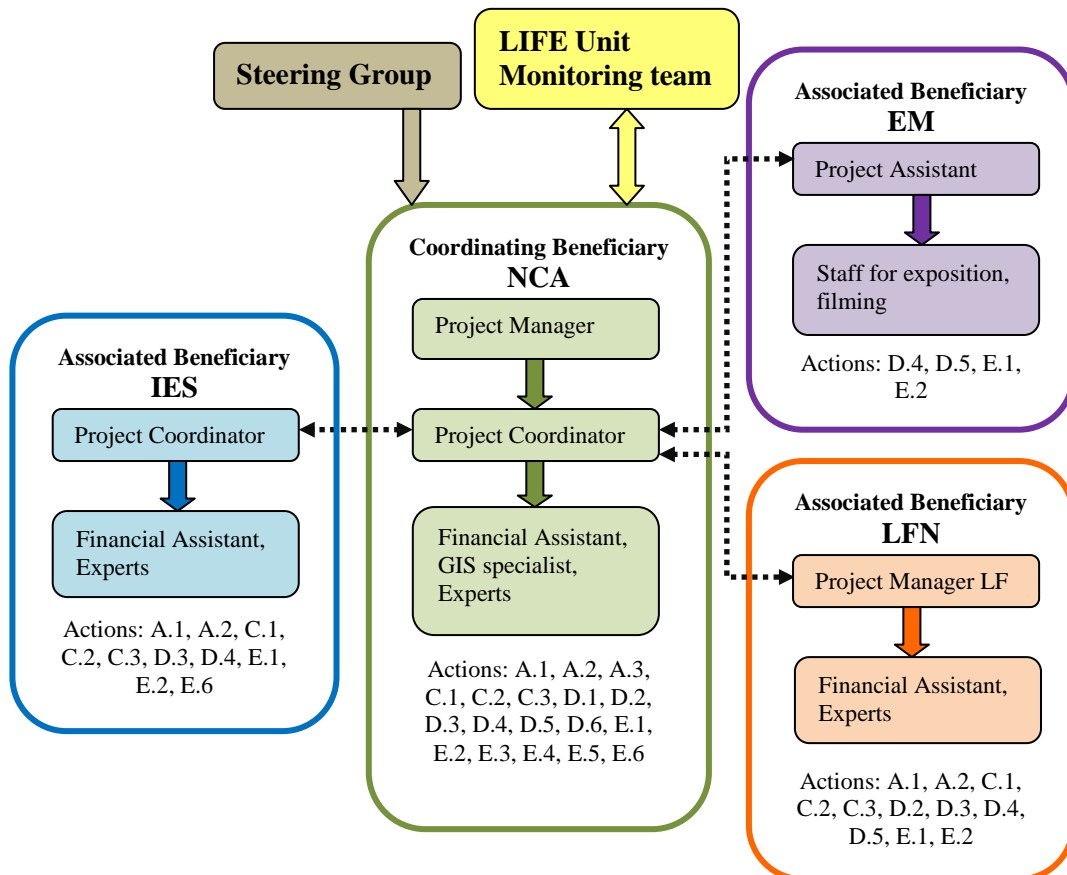 Steering Group
LIFE Unit
Monitoring team
Associated Beneficiary
EM
Project Assistant
Staff for exposition,
filming
Actions: D.4, D.5, E.1,
E.2
Coordinating Beneficiary
NCA
Project Manager
Project Coordinator
Financial Assistant,
GIS specialist,
Experts
Actions: A.1, A.2, A.3,
C.1, C.2, C.3, D.1, D.2,
D.3, D.4, D.5, D.6, E.1,
E.2, E.3, E.4, E.5, E.6
Associated Beneficiary
IES
Project Coordinator
Financial Assistant,
Experts
Actions: A.1, A.2, C.1,
C.2, C.3, D.3, D.4, E.1,
E.2, E.6
Associated Beneficiary
LFN
Project Manager LF
Financial Assistant,
Experts
Actions: A.1, A.2, C.1,
C.2, C.3, D.2, D.3, D.4,
D.5, E.1, E.2